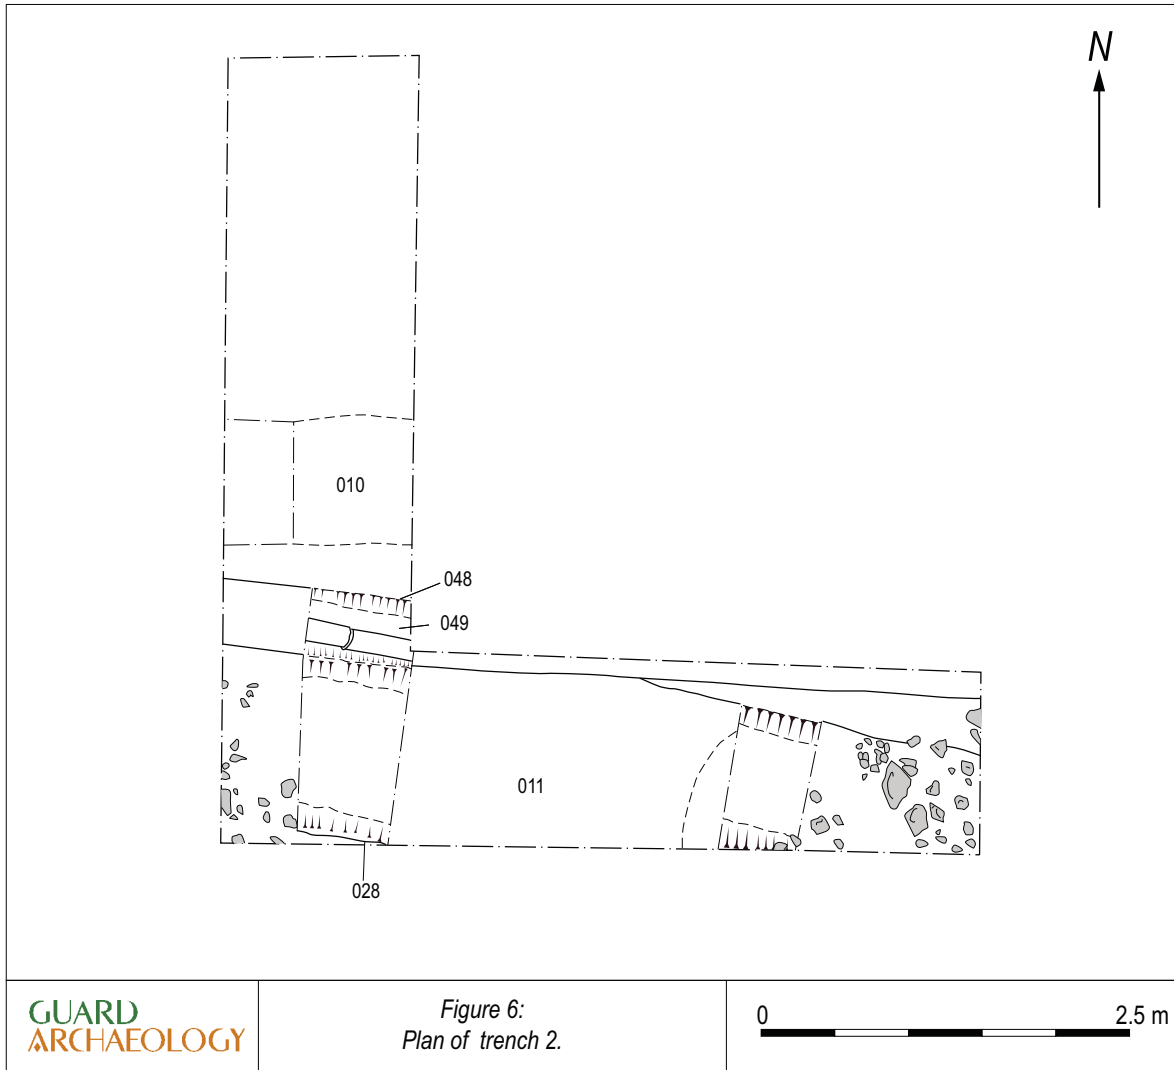 N
010
048
049
011
028
GUARD
ARCHAEOLOGY
Figure 6:
Plan of trench 2.
0 2.5 m